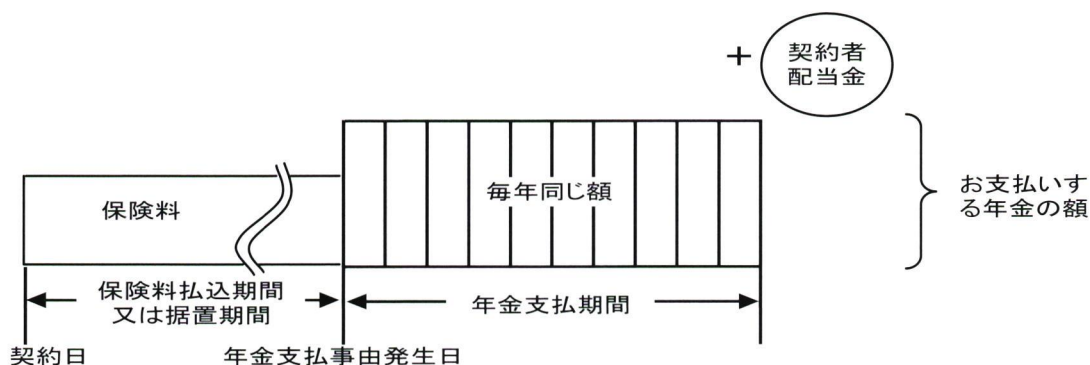 +
契約者
配当金
保険料
毎年同じ額
お支払いす
る年金の額
保険料払込期間
又は据置期間
年金支払期間
契約日
年金支払事由発生日